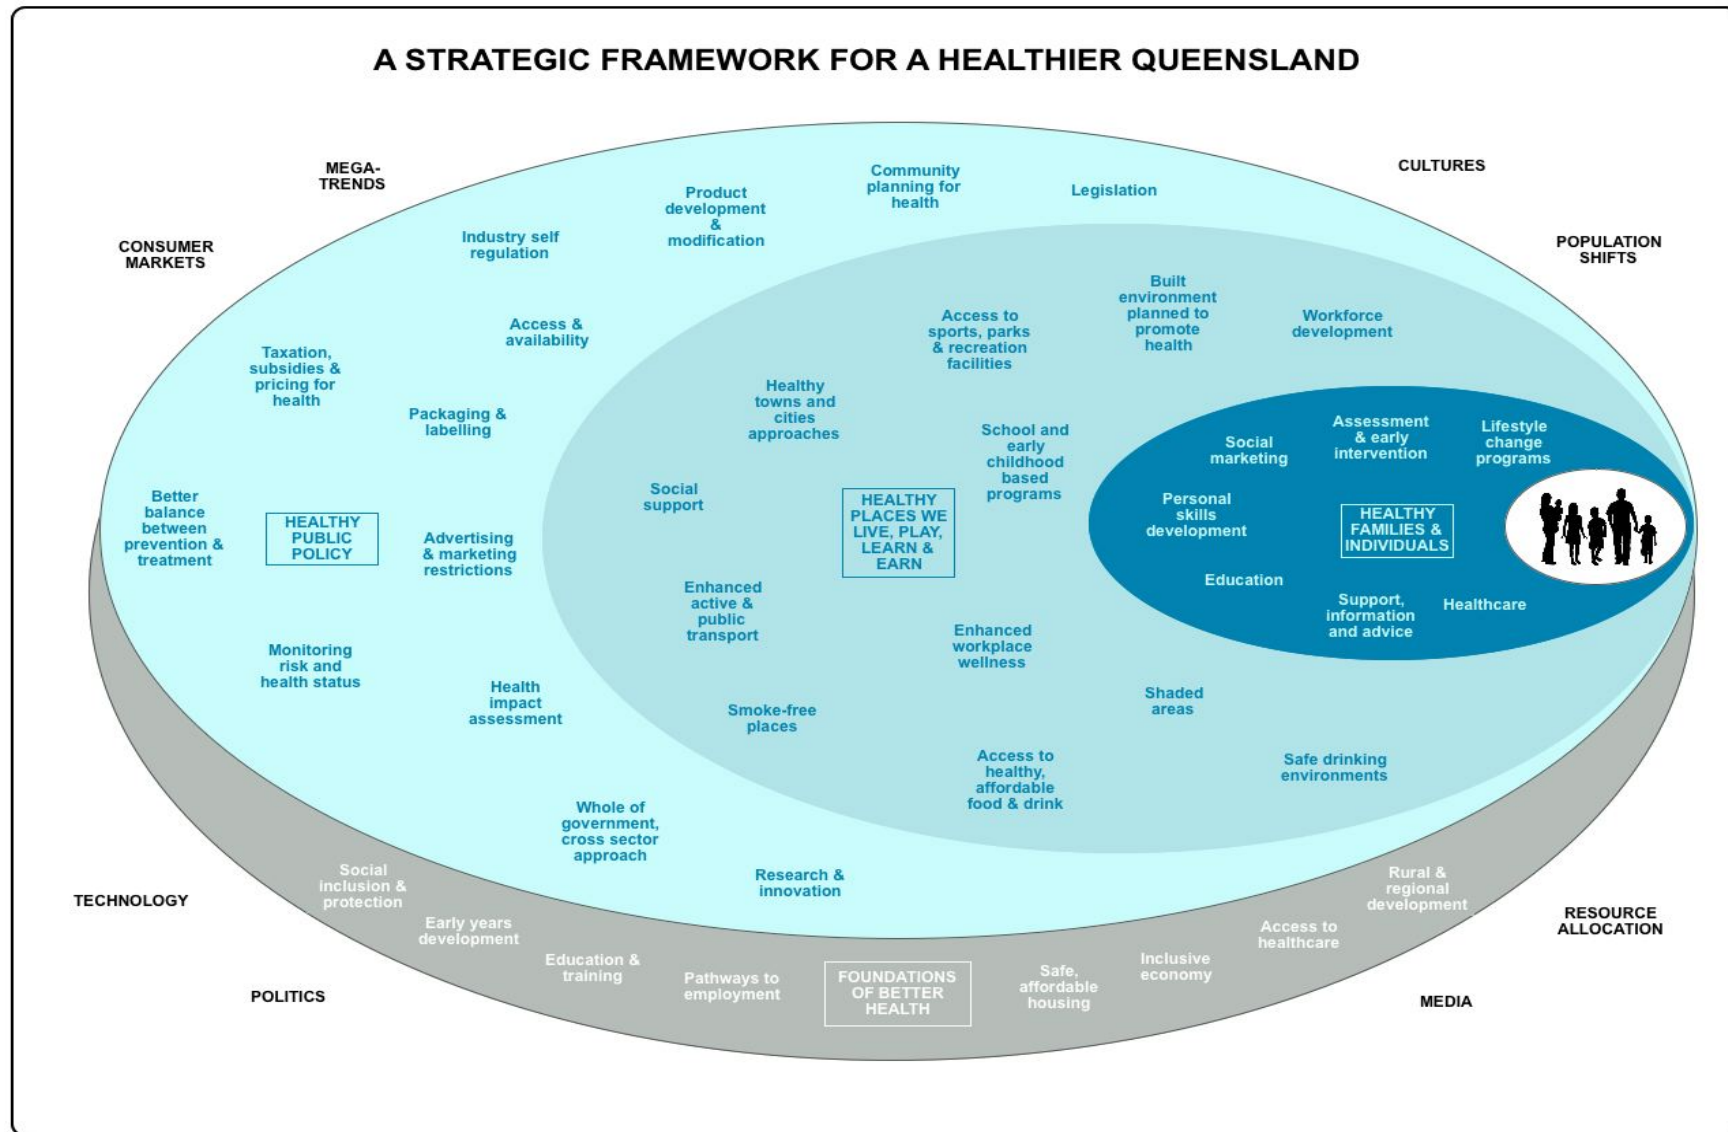 A STRATEGIC FRAMEWORK FOR A HEALTHIER QUEENSLAND
MEGA-
TRENDS
CONSUMER
MARKETS
CULTURES
POPULATION
SHIFTS
Industry self
regulation
Product
development
&
modification
Community
planning for
health
Legislation
Access &
availability
Taxation,
subsidies &
pricing for
health
Packaging &
labelling
Better
balance
between
prevention &
treatment
HEALTHY
PUBLIC
POLICY
Advertising
& marketing
restrictions
Monitoring
risk and
health status
Health
impact
assessment
Whole of
government,
cross sector
approach
Research &
innovation
Access to
sports, parks
& recreation
facilities
Built
environment
planned to
promote
health
Workforce
development
Healthy
towns and
cities
approaches
School and
early
childhood
based
programs
Social
support
HEALTHY
PLACES WE
LIVE, PLAY,
LEARN &
EARN
Enhanced
active &
public
transport
Enhanced
workplace
wellness
Smoke-free
places
Shaded
areas
Access to
healthy,
affordable
food & drink
Safe drinking
environments
Social
marketing
Assessment
& early
intervention
Lifestyle
change
programs
Personal
skills
development
HEALTHY
FAMILIES &
INDIVIDUALS
Education
Support,
information
and advice
Healthcare
Social
inclusion &
protection
Early years
development
Education &
training
Pathways to
employment
FOUNDATIONS
OF BETTER
HEALTH
Safe,
affordable
housing
Inclusive
economy
Access to
healthcare
Rural &
regional
development
TECHNOLOGY
POLITICS
RESOURCE
ALLOCATION
MEDIA